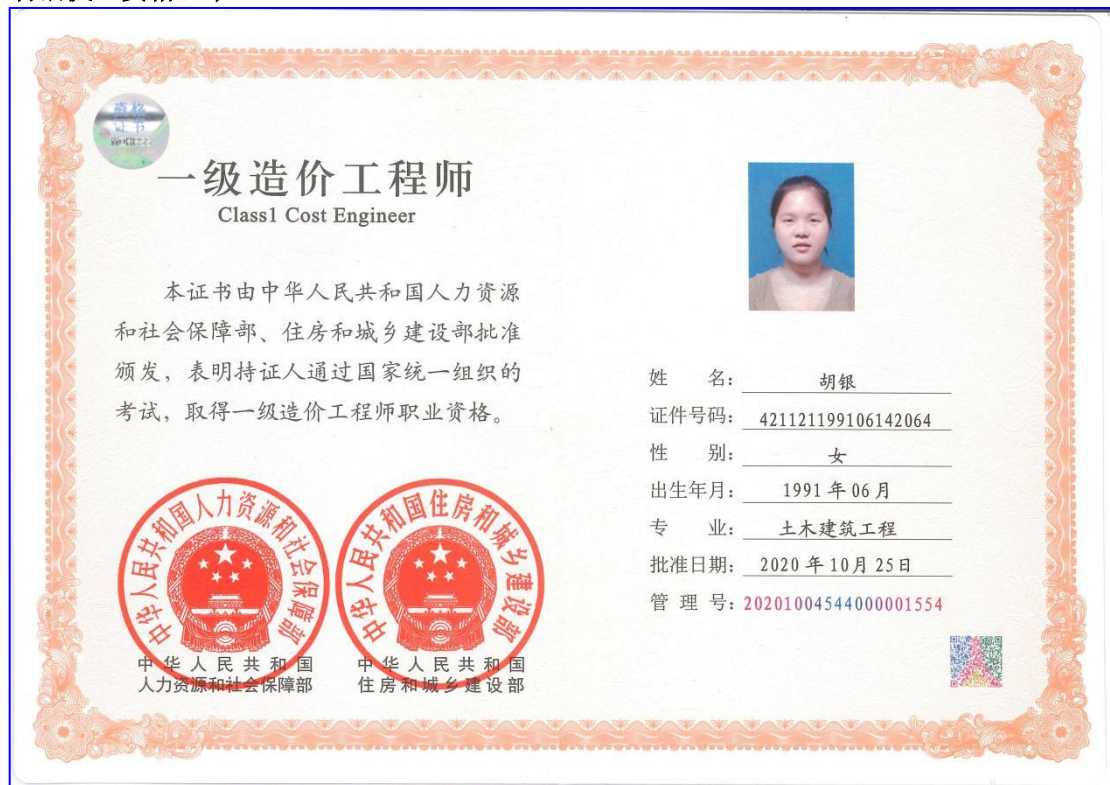 资格
证书
一级造价工程师
Class1 Cost Engineer
本证书由中华人民共和国人力资源
和社会保障部、住房和城乡建设部批准
颁发，表明持证人通过国家统一组织的
考试，取得一级造价工程师职业资格。
中华人民共和国人力资源和社会保障部
中华人民共和国
人力资源和社会保障部
中华人民共和国住房和城乡建设部
中华人民共和国
住房和城乡建设部
姓 名： 胡银
证件号码： 421121199106142064
性 别： 女
出生年月： 1991年06月
专 业： 土木建筑工程
批准日期： 2020年10月25日
管 理 号： 20201004544000001554